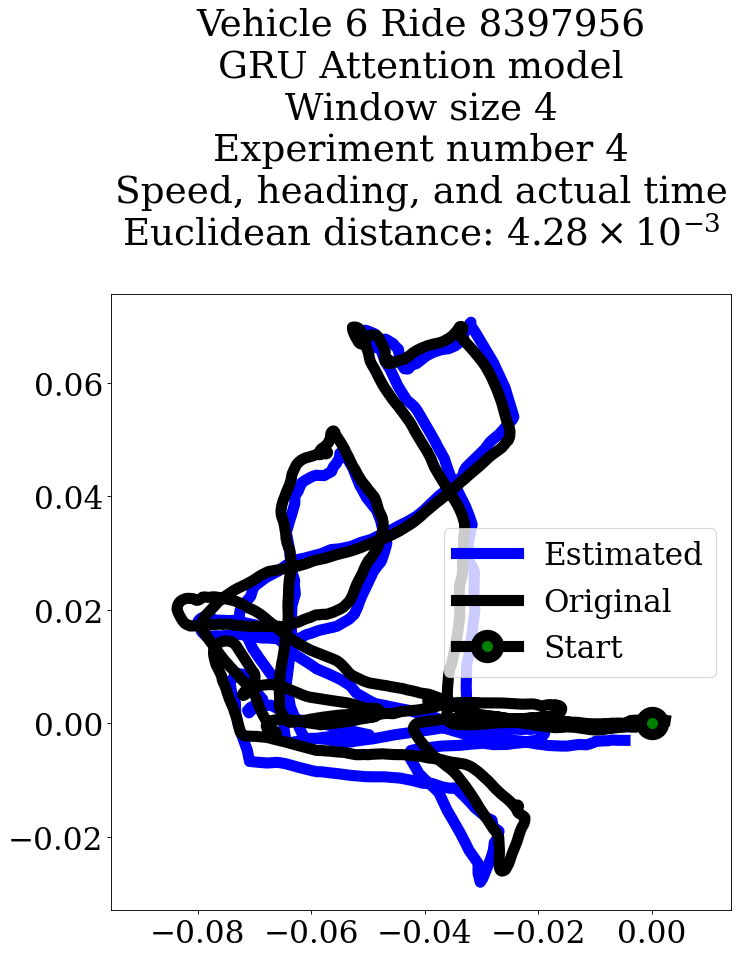 Vehicle 6 Ride 8397956
GRU Attention model
Window size 4
Experiment number 4
Speed, heading, and actual time
Euclidean distance: 4.28 × 10⁻³
0.06
0.04
0.02
0.00
−0.02
Estimated
Original
Start
−0.08 −0.06 −0.04 −0.02 0.00